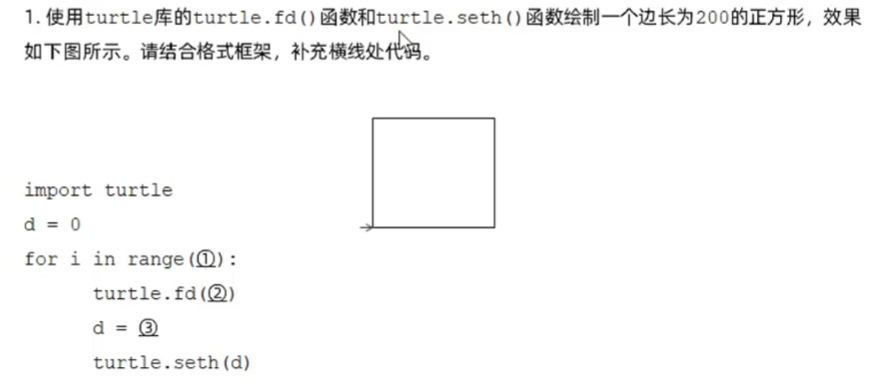 1.使用turtle库的turtle.fd()函数和turtle.seth()函数绘制一个边长为200的正方形，效果
如下图所示。请结合格式框架，补充横线处代码。
import turtle
d = 0
for i in range(①):
turtle.fd(②)
d = ③
turtle.seth(d)